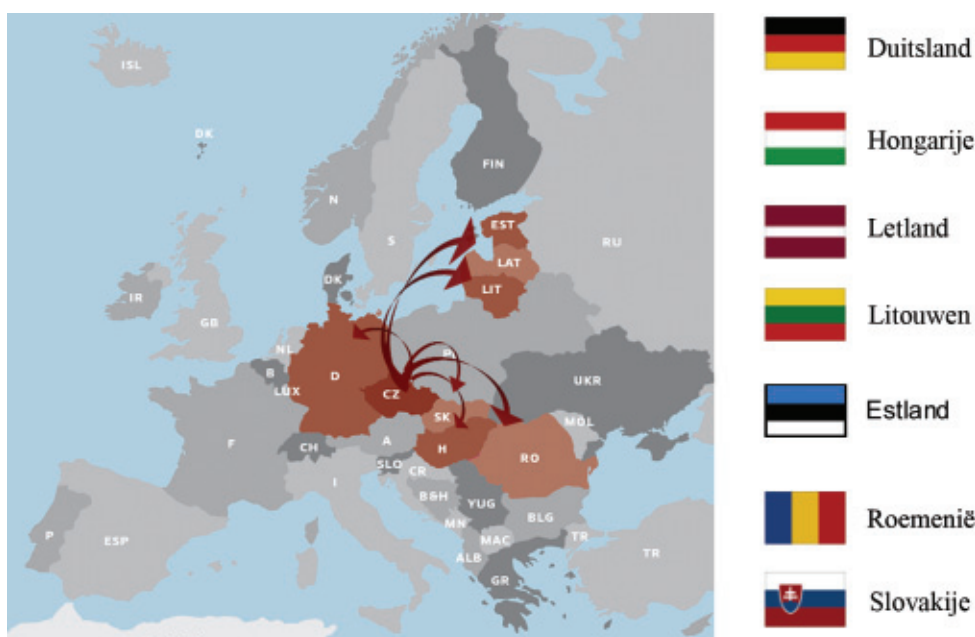 ISL
DK
FIN
N
S
RU
EST
LAT
LIT
DK
IR
GB
NL
B
LUX
D
CZ
UKR
SK
MOL
F
CH
A
H
RO
SLO
CR
I
B&H
YUG
BLG
MN
MAC
ALB
TR
TR
GR
P
ESP
Duitsland
Hongarije
Letland
Litouwen
Estland
Roemenië
Slovakije